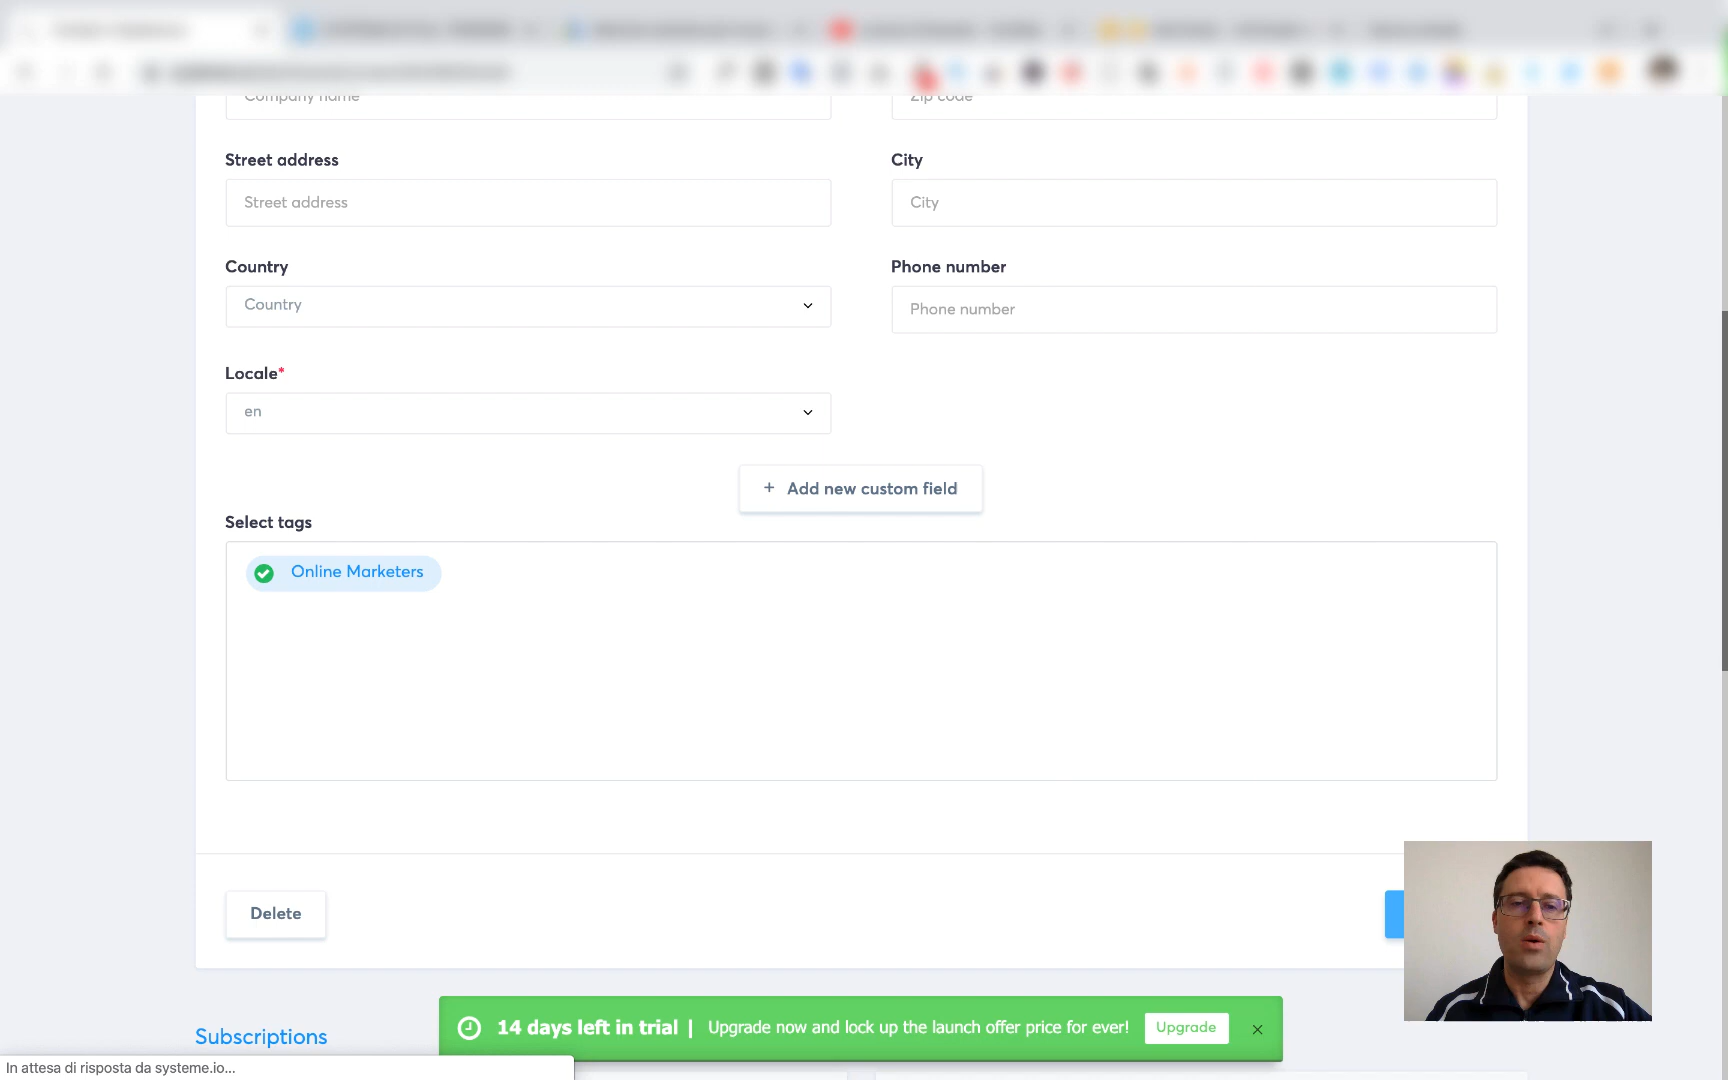 Company name
Zip code
Street address
City
Street address
City
Country
Phone number
Country
Phone number
Locale*
en
+ Add new custom field
Select tags
Online Marketers
Delete
14 days left in trial | Upgrade now and lock up the launch offer price for ever! Upgrade ×
Subscriptions
In attesa di risposta da systeme.io...